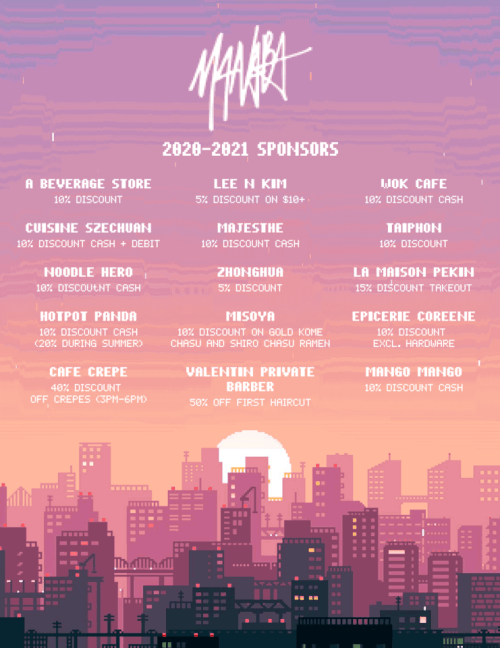 MANABA
2020-2021 SPONSORS
A BEVERAGE STORE
10% DISCOUNT
LEE N KIM
5% DISCOUNT ON $10+
WOK CAFE
10% DISCOUNT CASH
CUISINE SZECHUAN
10% DISCOUNT CASH + DEBIT
MAJESTHE
10% DISCOUNT CASH
TAIPHON
10% DISCOUNT
NOODLE HERO
10% DISCOUTNT CASH
ZHONGHUA
5% DISCOUNT
LA MAISON PEKIN
15% DISCOUNT TAKEOUT
HOTPOT PANDA
10% DISCOUNT CASH
(20% DURING SUMMER)
MISOYA
10% DISCOUNT ON GOLD KOME
CHASU AND SHIRO CHASU RAMEN
EPICERIE COREENE
10% DISCOUNT
EXCL. HARDWARE
CAFE CREPE
40% DISCOUNT
OFF CREPES (3PM-6PM)
VALENTIN PRIVATE
BARBER
50% OFF FIRST HAIRCUT
MANGO MANGO
10% DISCOUNT CASH